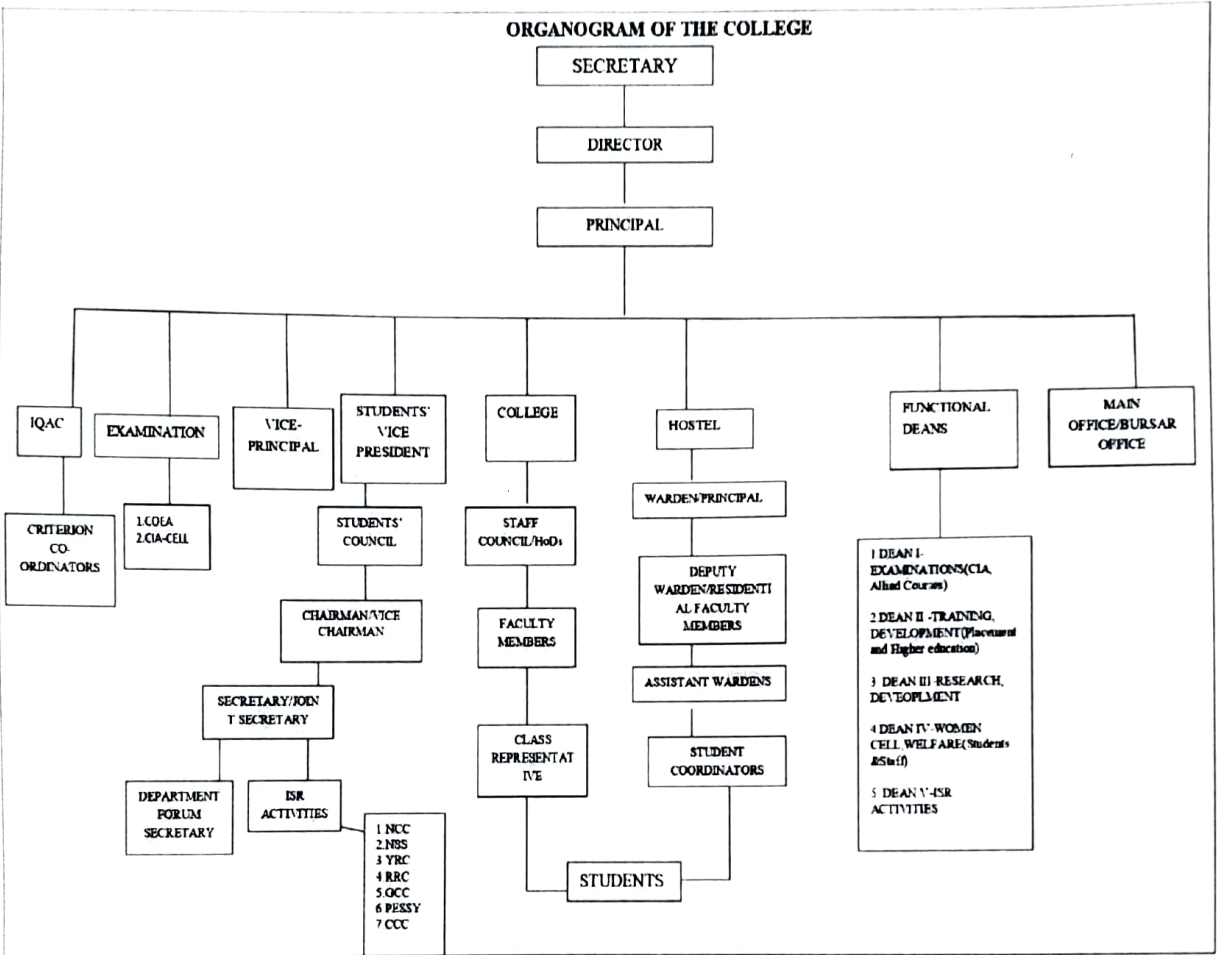 ORGANOGRAM OF THE COLLEGE
SECRETARY
DIRECTOR
PRINCIPAL
IQAC
EXAMINATION
VICE-
PRINCIPAL
STUDENTS'
VICE
PRESIDENT
COLLEGE
HOSTEL
FUNCTIONAL
DEANS
MAIN
OFFICE/BURSAR
OFFICE
CRITERION
CO-
ORDINATORS
1.COEA
2.CIA-CELL
STUDENTS'
COUNCIL
STAFF
COUNCIL/HoDs
WARDEN/PRINCIPAL
CHAIRMAN/VICE
CHAIRMAN
FACULTY
MEMBERS
DEPUTY
WARDEN/RESIDENTI
AL FACULTY
MEMBERS
SECRETARY/JOIN
T SECRETARY
ASSISTANT WARDENS
CLASS
REPRESENTAT
IVE
STUDENT
COORDINATORS
DEPARTMENT
FORUM
SECRETARY
ISR
ACTIVITIES
1 NCC
2.NSS
3 YRC
4 RRC
5.GCC
6 PESSY
7 CCC
STUDENTS
1 DEAN I-
EXAMINATIONS(CIA,
Allied Courses)
2.DEAN II -TRAINING,
DEVELOPMENT(Placement
and Higher education)
3 DEAN III-RESEARCH,
DEVEOPLMENT
4 DEAN IV-WOMEN
CELL,WELFARE(Students
&Staff)
5 DEAN V-ISR
ACTIVITIES